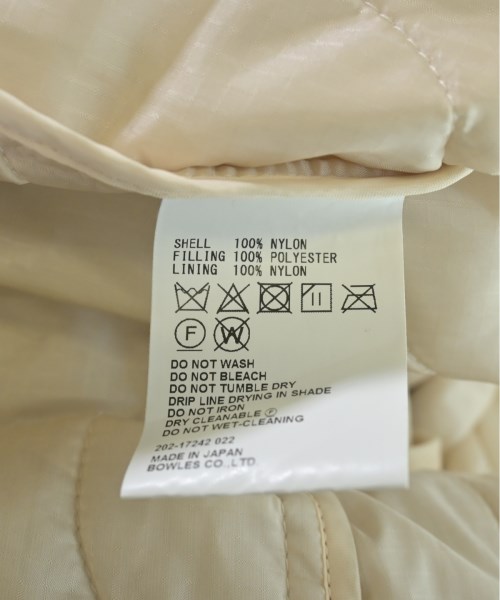 SHELL 100% NYLON
FILLING 100% POLYESTER
LINING 100% NYLON
F W
DO NOT WASH
DO NOT BLEACH
DO NOT TUMBLE DRY
DRIP LINE DRYING IN SHADE
DO NOT IRON
DRY CLEANABLE Ⓕ
DO NOT WET-CLEANING
202-17242 022
MADE IN JAPAN
BOWLES CO.,LTD.